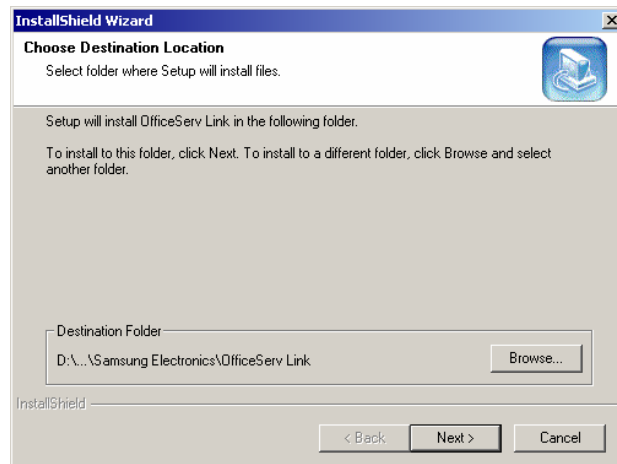 InstallShield Wizard
Choose Destination Location
Select folder where Setup will install files.
Setup will install OfficeServ Link in the following folder.
To install to this folder, click Next. To install to a different folder, click Browse and select
another folder.
Destination Folder
D:\...\Samsung Electronics\OfficeServ Link
Browse...
InstallShield
< Back
Next >
Cancel